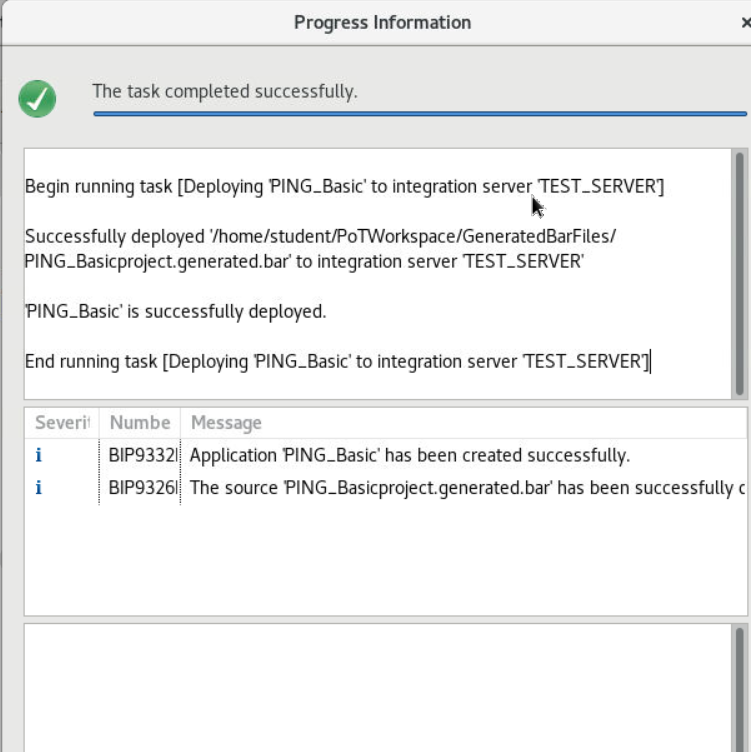 Progress Information
The task completed successfully.
Begin running task [Deploying 'PING_Basic' to integration server 'TEST_SERVER']
Successfully deployed '/home/student/PoTWorkspace/GeneratedBarFiles/
PING_Basicproject.generated.bar' to integration server 'TEST_SERVER'
'PING_Basic' is successfully deployed.
End running task [Deploying 'PING_Basic' to integration server 'TEST_SERVER']
Severit Numbe Message
i BIP9332I Application 'PING_Basic' has been created successfully.
i BIP9326I The source 'PING_Basicproject.generated.bar' has been successfully